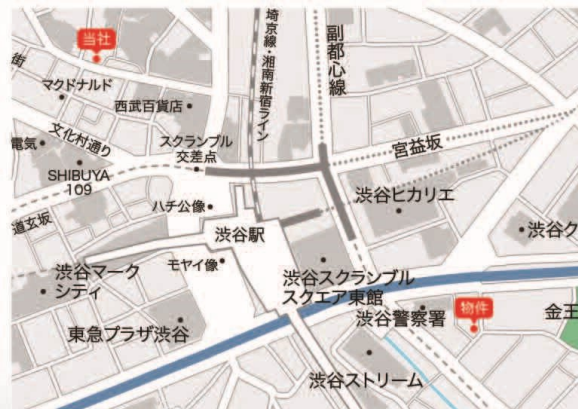 当社
街
マクドナルド
西武百貨店
埼京線・湘南新宿ライン
副都心線
電気
文化村通り
スクランブル
交差点
宮益坂
SHIBUYA
109
ハチ公像
渋谷ヒカリエ
道玄坂
渋谷駅
渋谷ク
渋谷マーク
シティ
モヤイ像
渋谷スクランブル
スクエア東館
東急プラザ渋谷
渋谷警察署
物件
金王
渋谷ストリーム